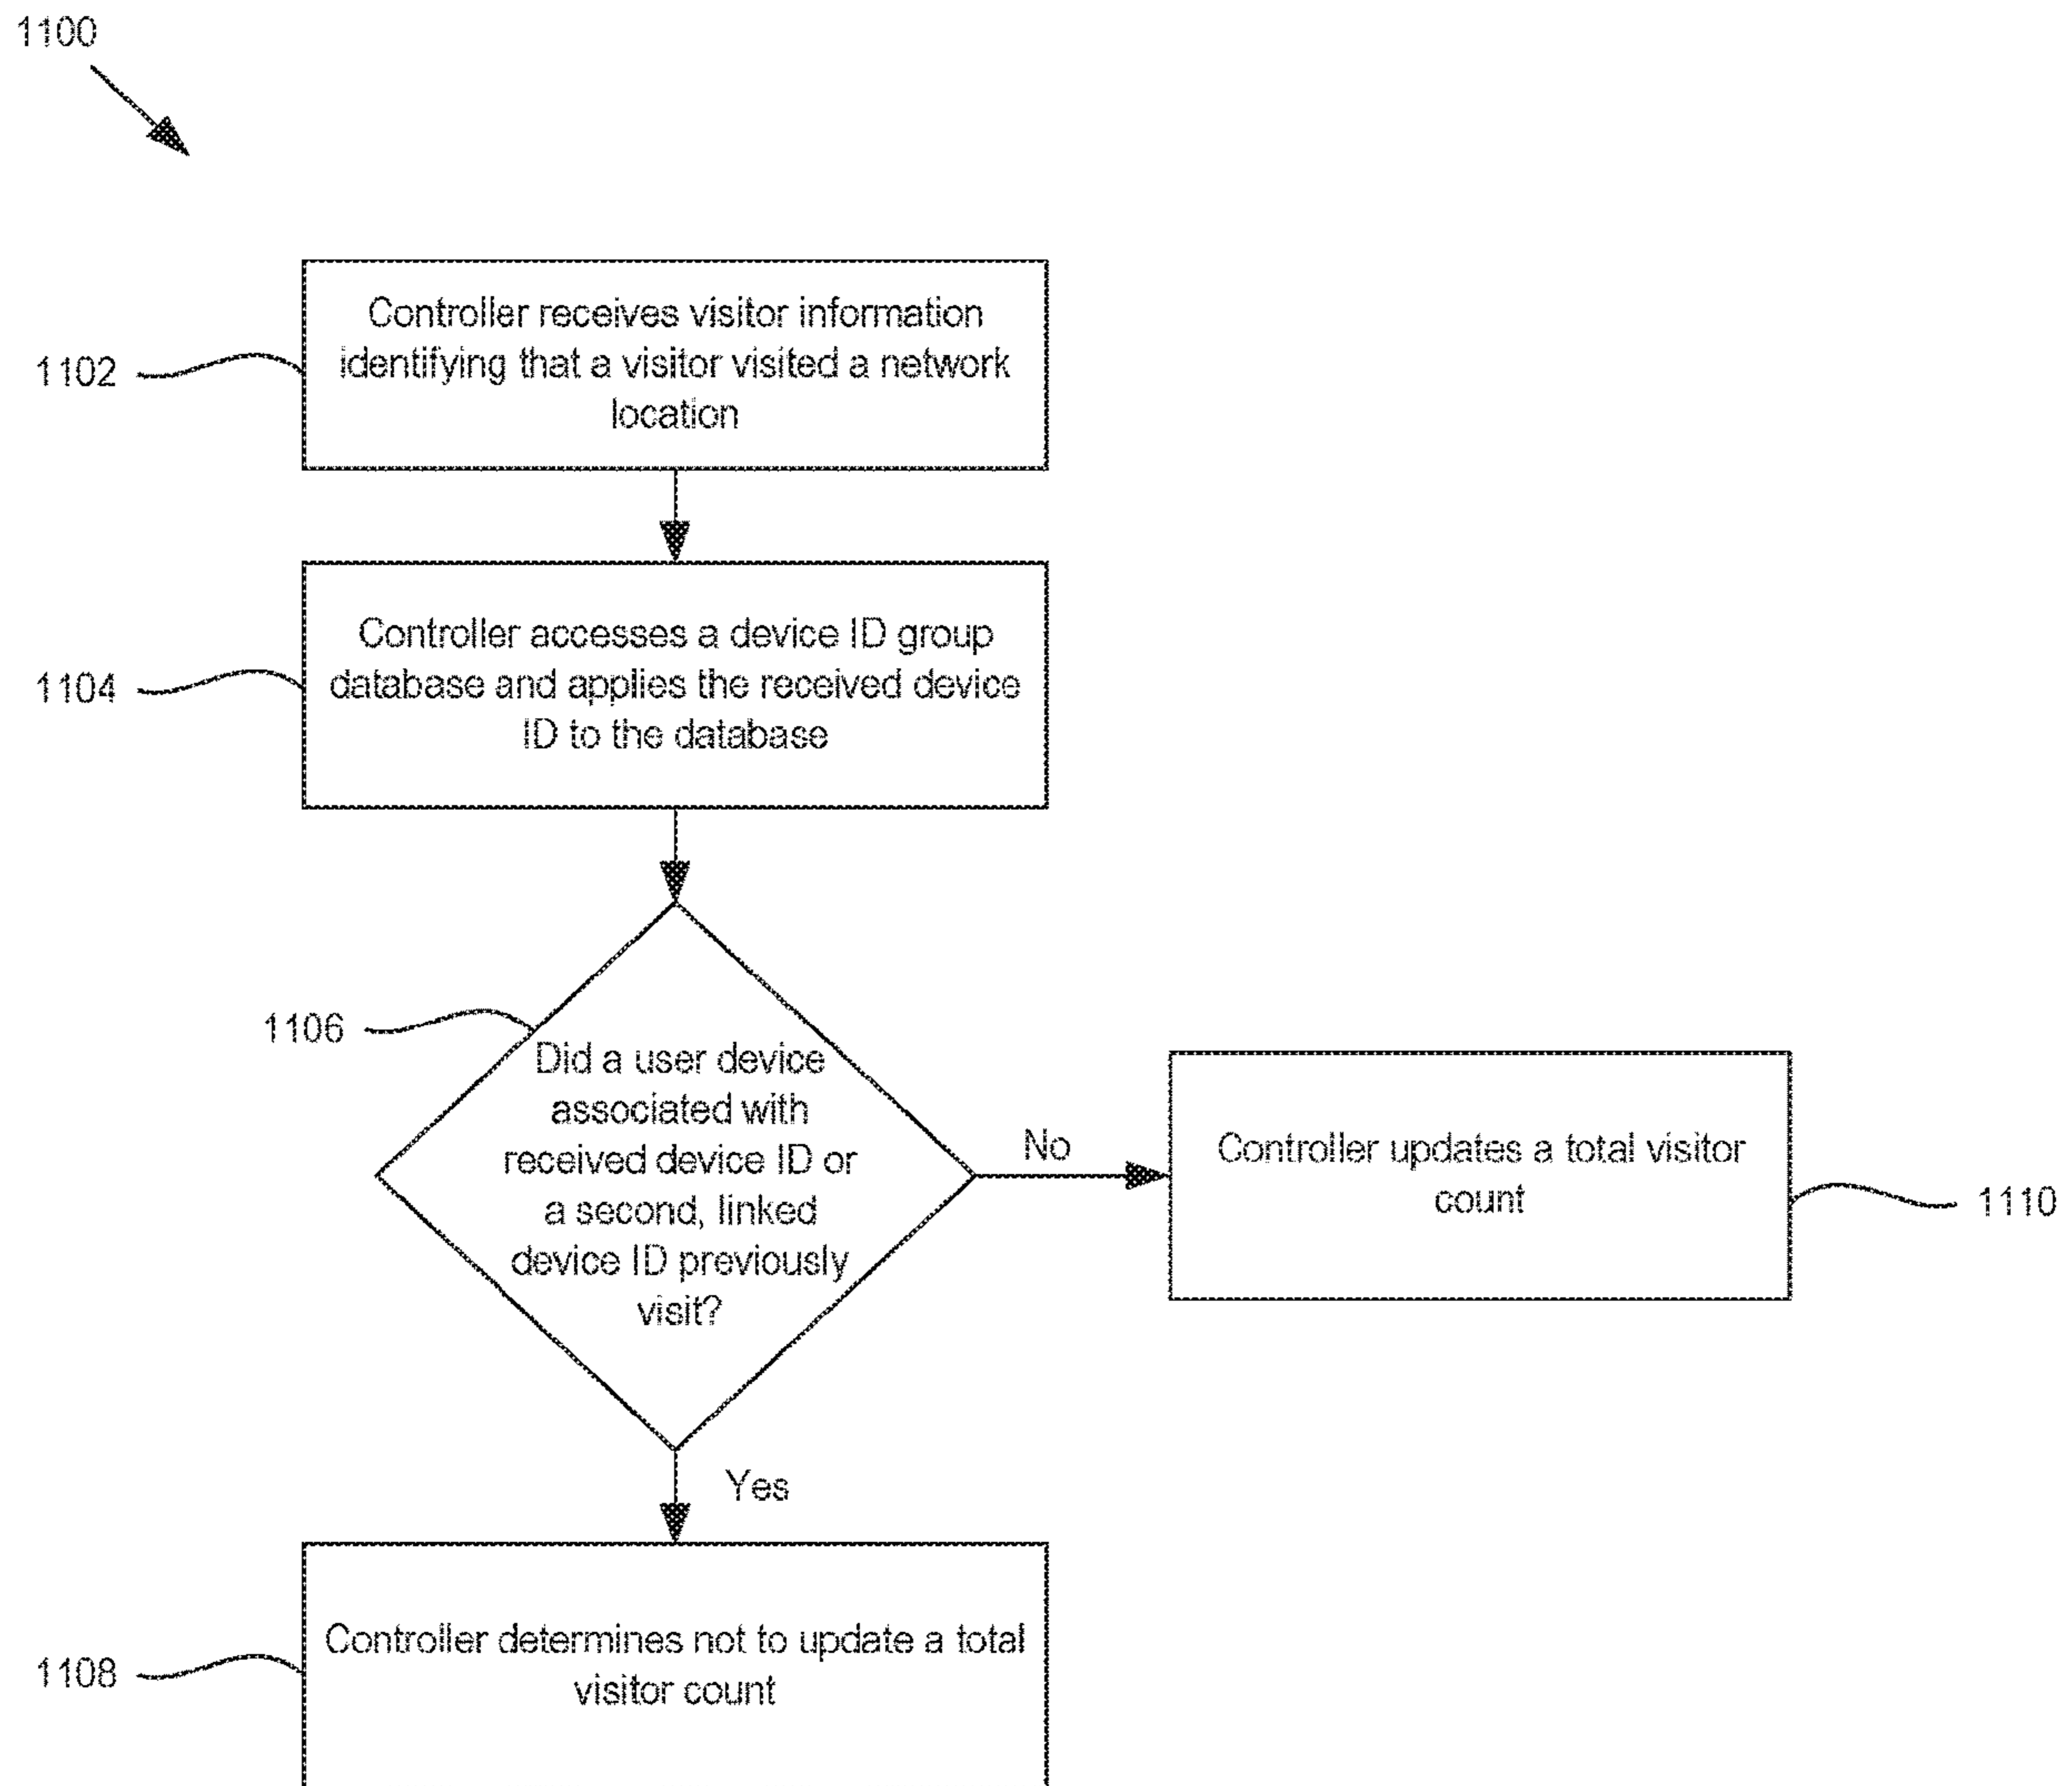 1100
Controller receives visitor information
identifying that a visitor visited a network
location
1102
Controller accesses a device ID group
database and applies the received device
ID to the database
1104
1106
Did a user device
associated with
received device ID or
a second, linked
device ID previously
visit?
No
Controller updates a total visitor
count
1110
Yes
Controller determines not to update a total
visitor count
1108